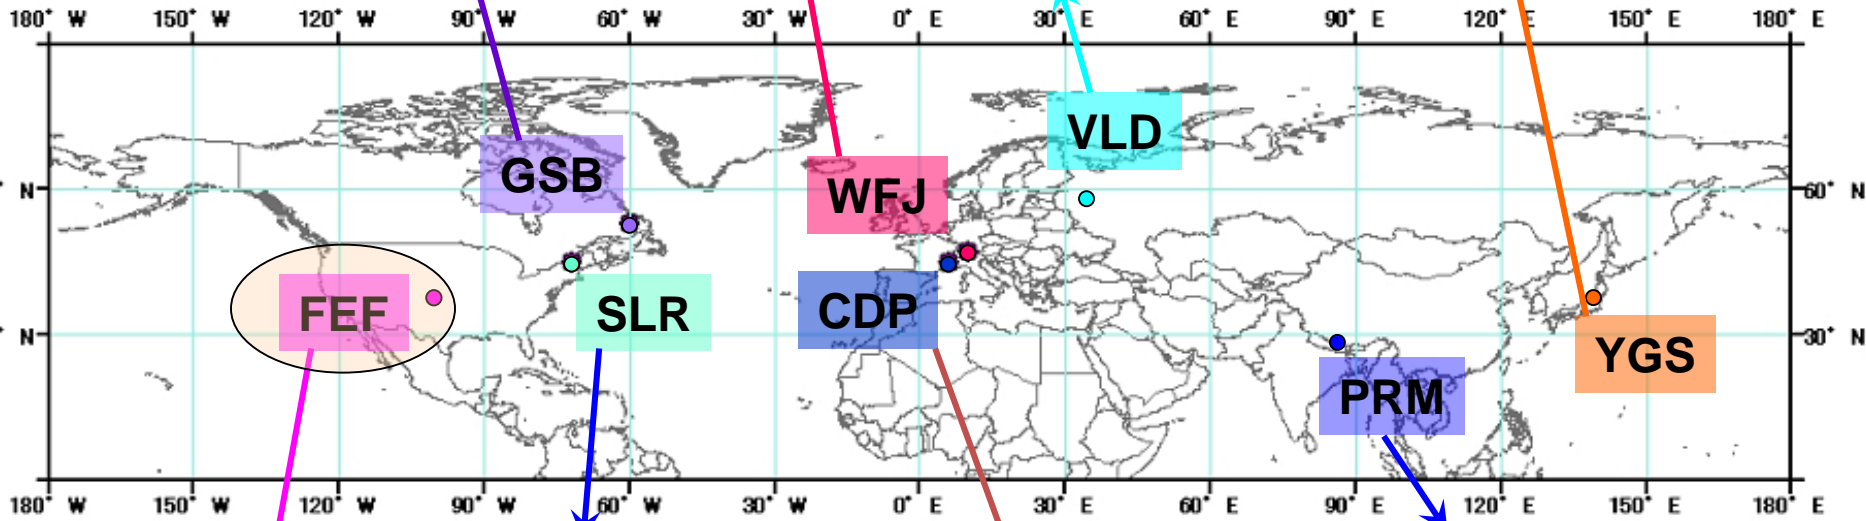 180° W 150° W 120° W 90° W 60° W 30° W 0° E 30° E 60° E 90° E 120° E 150° E 180° E
VLD
GSB
WFJ
N 60° N
FEF SLR CDP
N 30° N
YGS
PRM
180° W 150° W 120° W 90° W 60° W 30° W 0° E 30° E 60° E 90° E 120° E 150° E 180° E